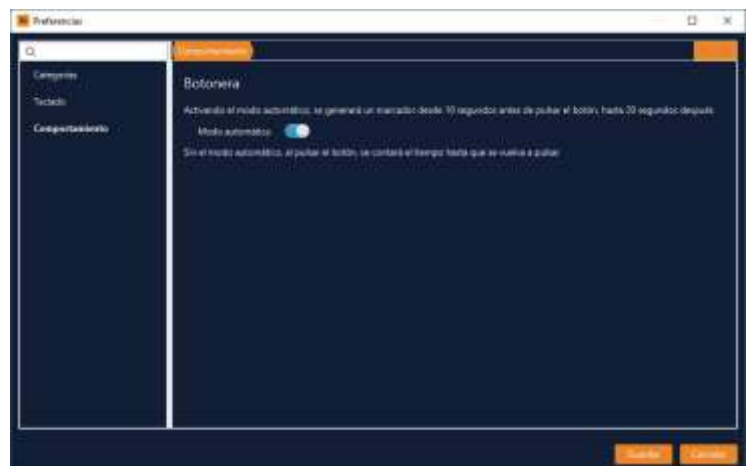 Preferencias
Comportamiento
Categorías
Teclado
Comportamiento
Botonera
Activando el modo automático, se generará un marcador desde 10 segundos antes de pulsar el botón, hasta 20 segundos después
Modo automático
Sin el modo automático, al pulsar el botón, se contará el tiempo hasta que se vuelva a pulsar
Guardar
Cancelar